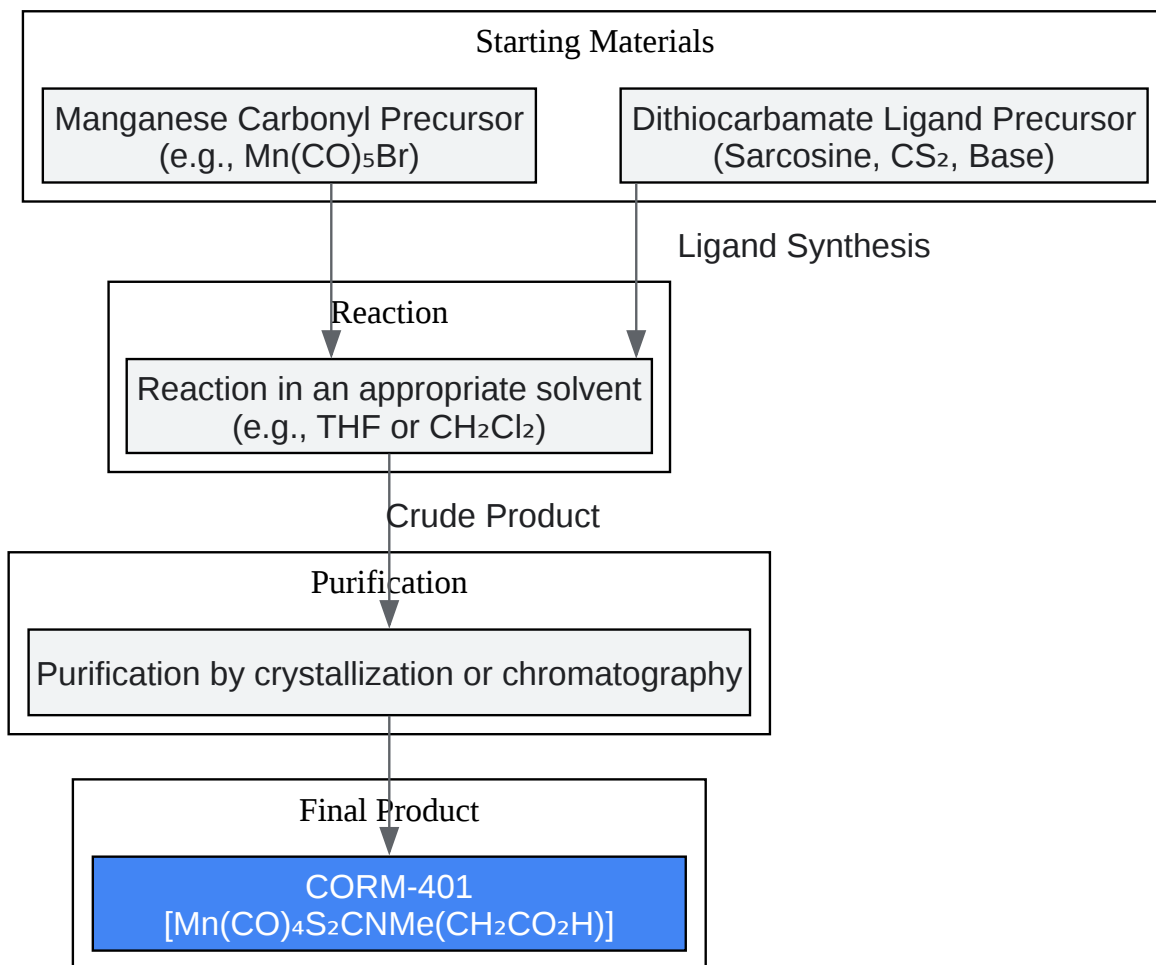 Starting Materials
Manganese Carbonyl Precursor
(e.g., Mn(CO)₅Br)
Dithiocarbamate Ligand Precursor
(Sarcosine, CS₂, Base)
Ligand Synthesis
Reaction
Reaction in an appropriate solvent
(e.g., THF or CH₂Cl₂)
Crude Product
Purification
Purification by crystallization or chromatography
Final Product
CORM-401
[Mn(CO)₄S₂CNMe(CH₂CO₂H)]